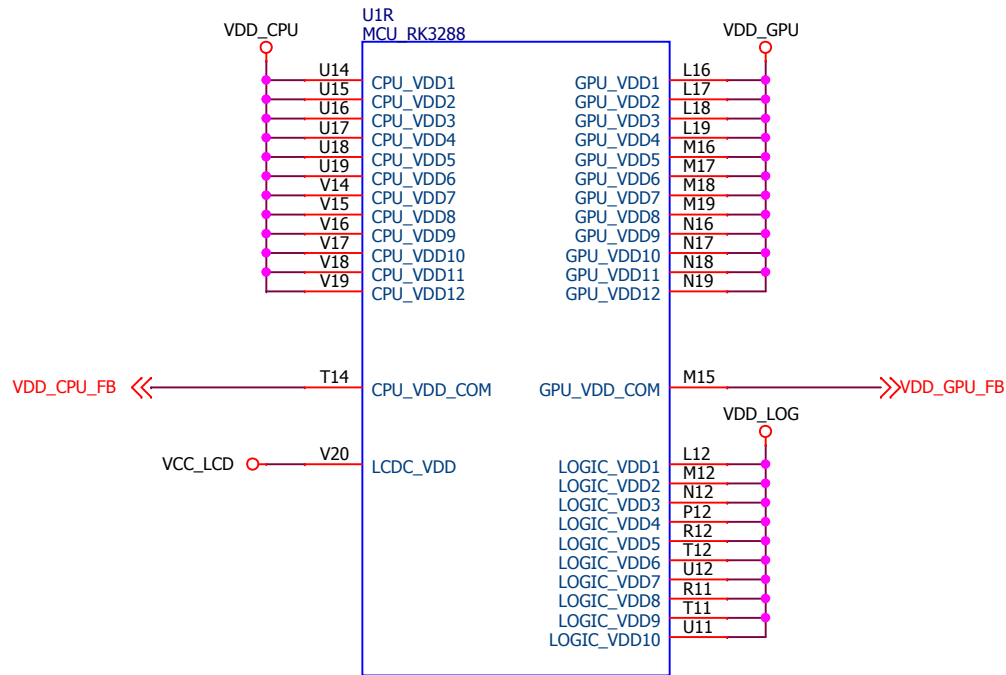 U1R
MCU_RK3288
VDD_CPU
VDD_GPU
U14 CPU_VDD1 GPU_VDD1 L16
U15 CPU_VDD2 GPU_VDD2 L17
U16 CPU_VDD3 GPU_VDD3 L18
U17 CPU_VDD4 GPU_VDD4 L19
U18 CPU_VDD5 GPU_VDD5 M16
U19 CPU_VDD6 GPU_VDD6 M17
V14 CPU_VDD7 GPU_VDD7 M18
V15 CPU_VDD8 GPU_VDD8 M19
V16 CPU_VDD9 GPU_VDD9 N16
V17 CPU_VDD10 GPU_VDD10 N17
V18 CPU_VDD11 GPU_VDD11 N18
V19 CPU_VDD12 GPU_VDD12 N19
VDD_CPU_FB T14 CPU_VDD_COM GPU_VDD_COM M15 VDD_GPU_FB
VDD_LOG
VCC_LCD V20 LCDC_VDD LOGIC_VDD1 L12
LOGIC_VDD2 M12
LOGIC_VDD3 N12
LOGIC_VDD4 P12
LOGIC_VDD5 R12
LOGIC_VDD6 T12
LOGIC_VDD7 U12
LOGIC_VDD8 R11
LOGIC_VDD9 T11
LOGIC_VDD10 U11